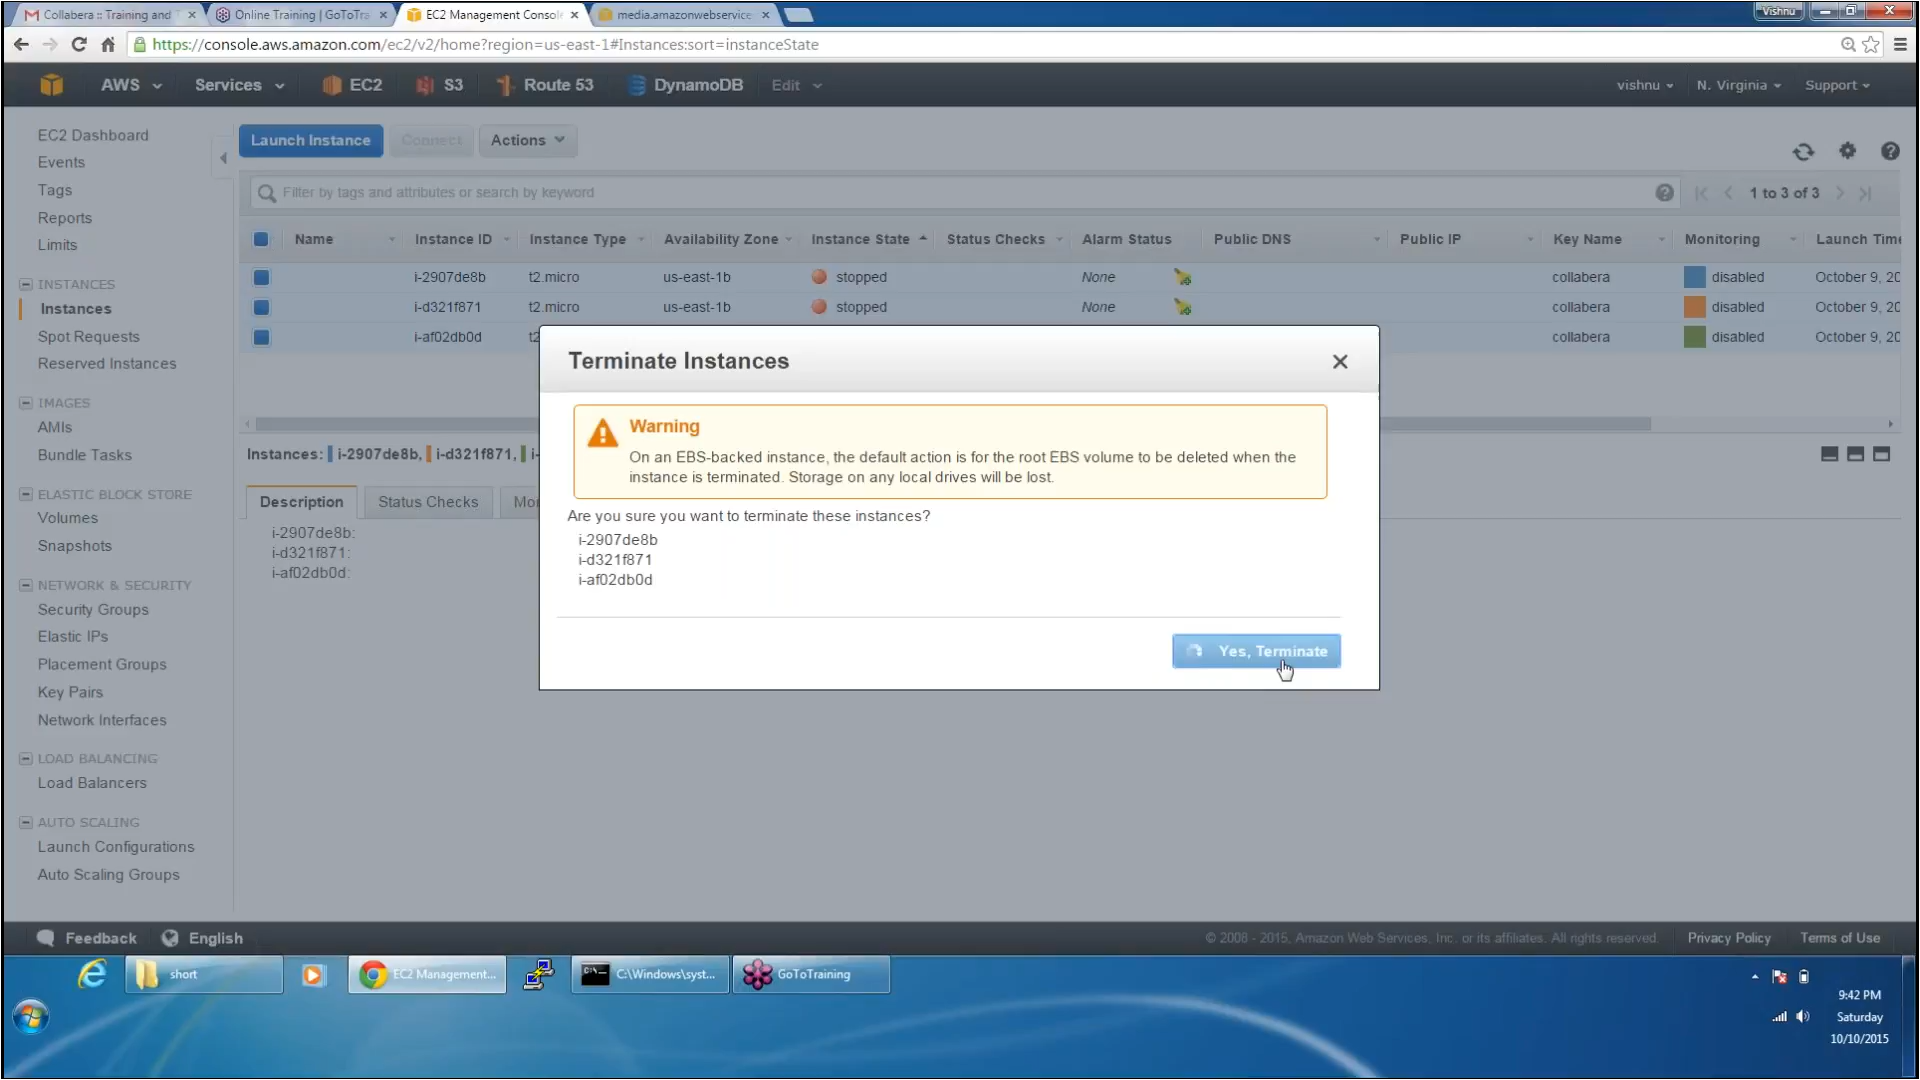 Collabera :: Training and T
Online Training | GoToTra
EC2 Management Consol
media.amazonwebservice
Vishnu
https://console.aws.amazon.com/ec2/v2/home?region=us-east-1#Instances:sort=instanceState
AWS
Services
EC2
S3
Route 53
DynamoDB
Edit
vishnu
N. Virginia
Support
EC2 Dashboard
Events
Tags
Reports
Limits
INSTANCES
Instances
Spot Requests
Reserved Instances
IMAGES
AMIs
Bundle Tasks
ELASTIC BLOCK STORE
Volumes
Snapshots
NETWORK & SECURITY
Security Groups
Elastic IPs
Placement Groups
Key Pairs
Network Interfaces
LOAD BALANCING
Load Balancers
AUTO SCALING
Launch Configurations
Auto Scaling Groups
Launch Instance Connect Actions
Filter by tags and attributes or search by keyword
1 to 3 of 3
Name Instance ID Instance Type Availability Zone Instance State Status Checks Alarm Status Public DNS Public IP Key Name Monitoring Launch Time
i-2907de8b t2.micro us-east-1b stopped None collabera disabled October 9, 20
i-d321f871 t2.micro us-east-1b stopped None collabera disabled October 9, 20
i-af02db0d t2 collabera disabled October 9, 20
Instances: i-2907de8b, i-d321f871, i-
Description Status Checks Mo
i-2907de8b:
i-d321f871:
i-af02db0d:
Terminate Instances
Warning
On an EBS-backed instance, the default action is for the root EBS volume to be deleted when the
instance is terminated. Storage on any local drives will be lost.
Are you sure you want to terminate these instances?
i-2907de8b
i-d321f871
i-af02db0d
Yes, Terminate
Feedback
English
© 2008 - 2015, Amazon Web Services, Inc. or its affiliates. All rights reserved.
Privacy Policy
Terms of Use
short
EC2 Management...
C:\Windows\syst...
GoToTraining
9:42 PM
Saturday
10/10/2015